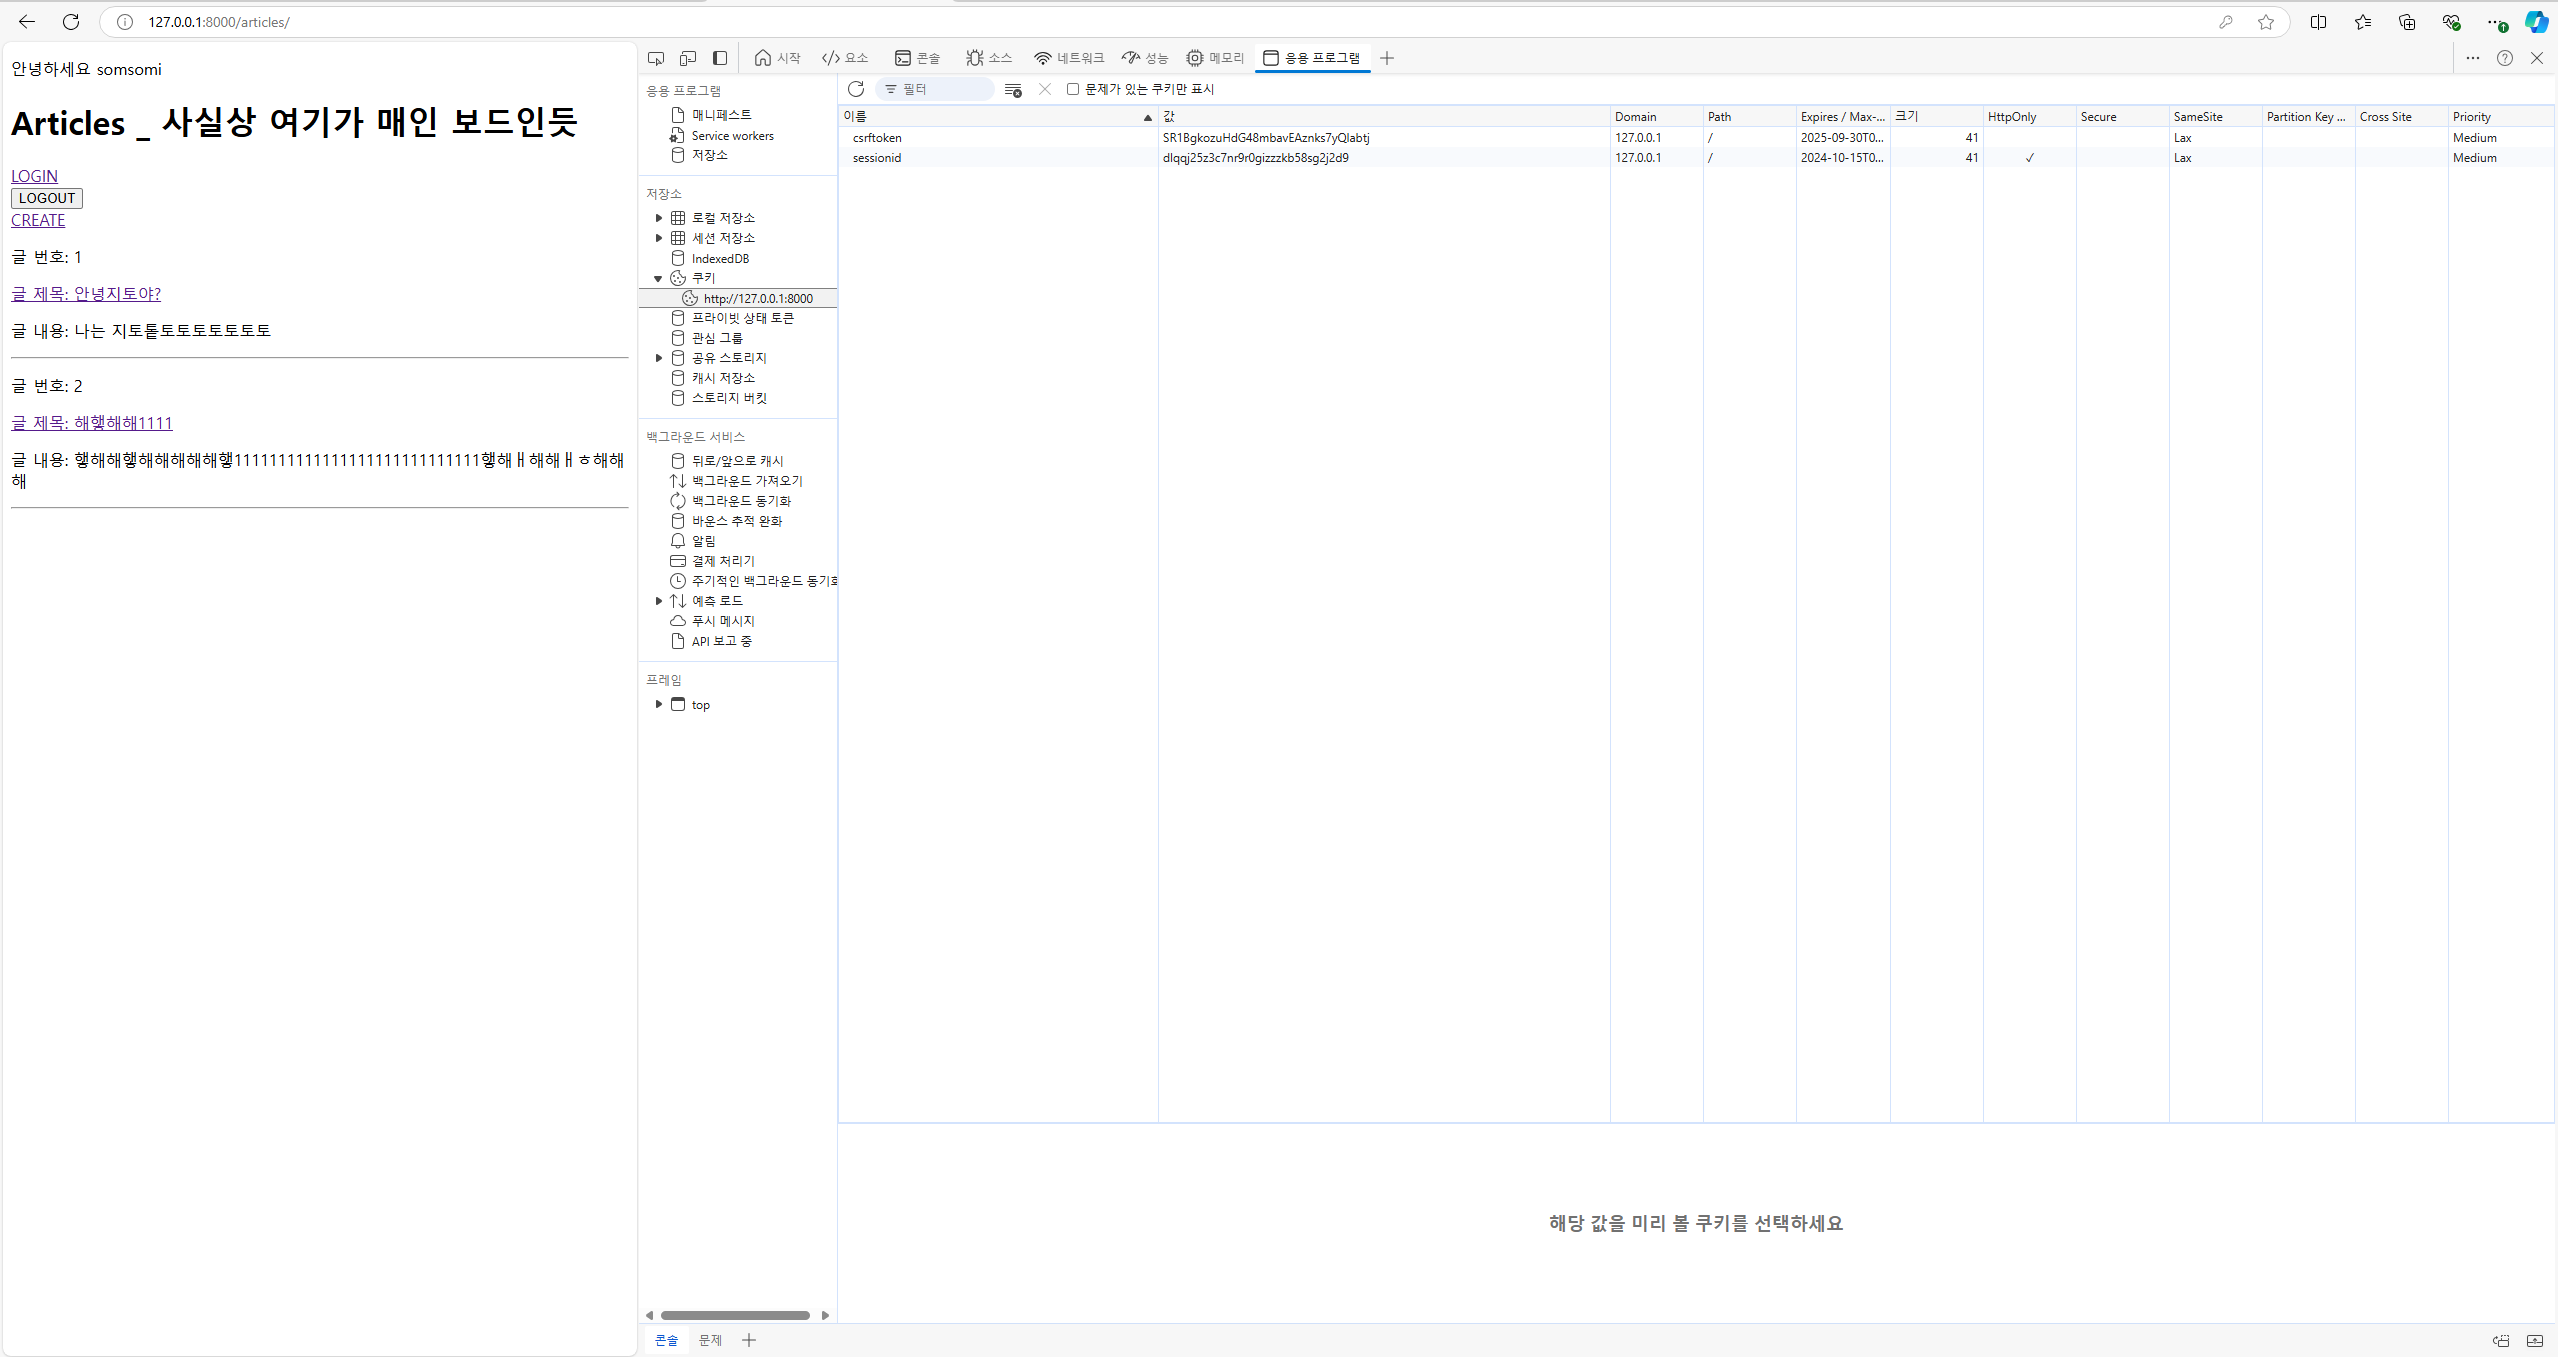 127.0.0.1:8000/articles/
안녕하세요 somsomi
Articles _ 사실상 여기가 매인 보드인듯
LOGIN
LOGOUT
CREATE
글 번호: 1
글 제목: 안녕지토야?
글 내용: 나는 지토톹토토토토토토토
글 번호: 2
글 제목: 해햏해해1111
글 내용: 햏해해햏해해해해해햏1111111111111111111111111111햏해ㅐ해해ㅐㅎ해해
해
시작 요소 콘솔 소스 네트워크 성능 메모리 응용 프로그램
응용 프로그램
매니페스트
Service workers
저장소
저장소
로컬 저장소
세션 저장소
IndexedDB
쿠키
http://127.0.0.1:8000
프라이빗 상태 토큰
관심 그룹
공유 스토리지
캐시 저장소
스토리지 버킷
백그라운드 서비스
뒤로/앞으로 캐시
백그라운드 가져오기
백그라운드 동기화
바운스 추적 완화
알림
결제 처리기
주기적인 백그라운드 동기화
예측 로드
푸시 메시지
API 보고 중
프레임
top
필터 문제가 있는 쿠키만 표시
이름 값 Domain Path Expires / Max-... 크기 HttpOnly Secure SameSite Partition Key ... Cross Site Priority
csrftoken SR1BgkozuHdG48mbavEAznks7yQIabtj 127.0.0.1 / 2025-09-30T0... 41 Lax Medium
sessionid dlqqj25z3c7nr9r0gizzzkb58sg2j2d9 127.0.0.1 / 2024-10-15T0... 41 ✓ Lax Medium
해당 값을 미리 볼 쿠키를 선택하세요
콘솔 문제